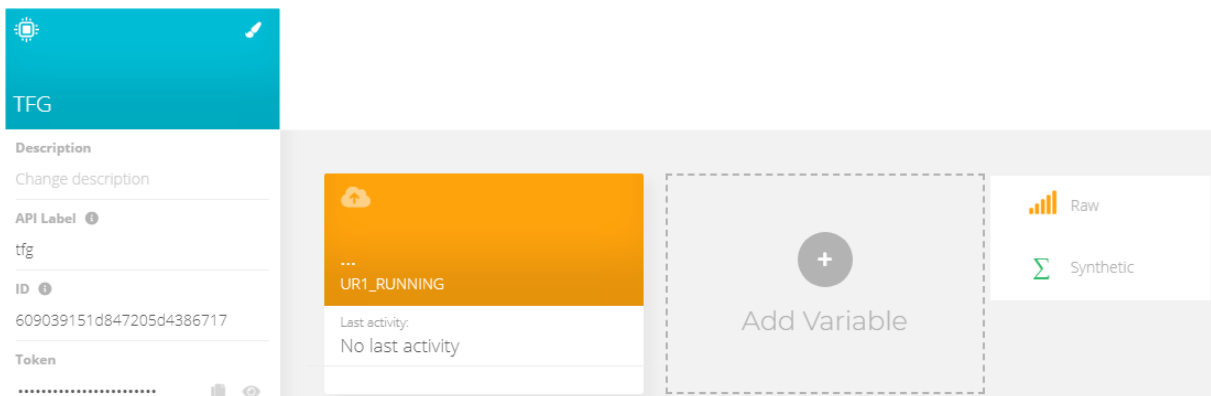 TFG
Description
Change description
API Label
tfg
ID
609039151d847205d4386717
Token
........................
...
UR1_RUNNING
Last activity:
No last activity
Add Variable
Raw
Synthetic